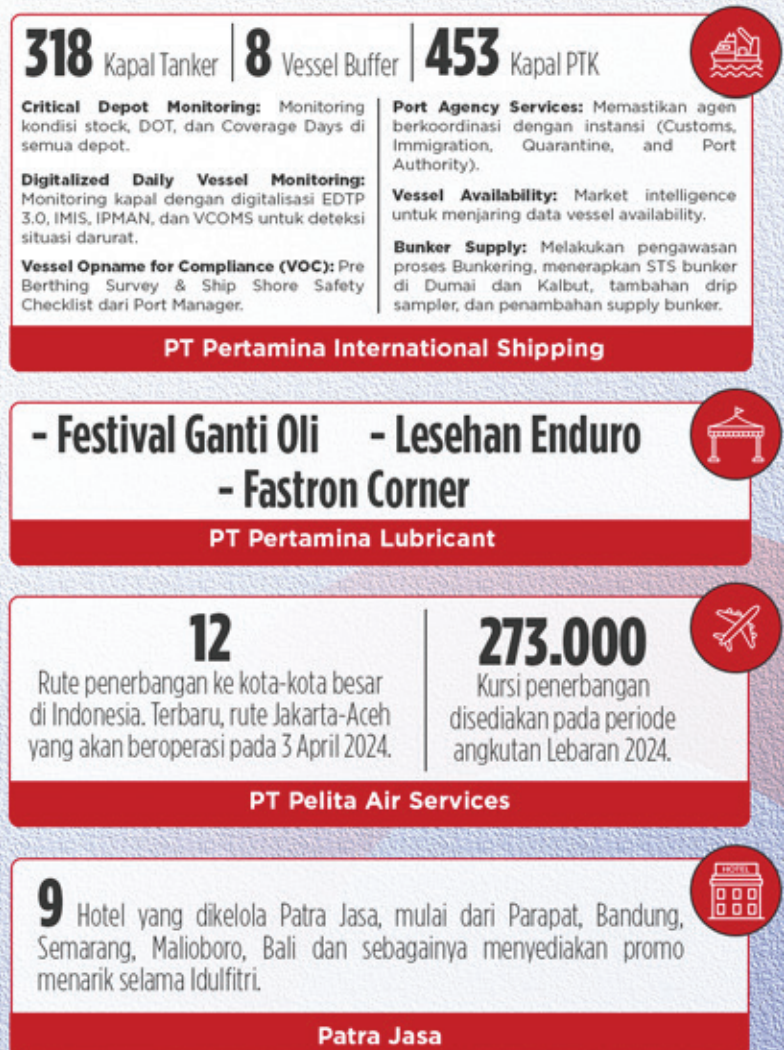 318 Kapal Tanker | 8 Vessel Buffer | 453 Kapal PTK
Critical Depot Monitoring: Monitoring
kondisi stock, DOT, dan Coverage Days di
semua depot.
Digitalized Daily Vessel Monitoring:
Monitoring kapal dengan digitalisasi EDTP
3.0, IMIS, IPMAN, dan VCOMS untuk deteksi
situasi darurat.
Vessel Opname for Compliance (VOC): Pre
Berthing Survey & Ship Shore Safety
Checklist dari Port Manager.
Port Agency Services: Memastikan agen
berkoordinasi dengan instansi (Customs,
Immigration, Quarantine, and Port
Authority).
Vessel Availability: Market intelligence
untuk menjaring data vessel availability.
Bunker Supply: Melakukan pengawasan
proses Bunkering, menerapkan STS bunker
di Dumai dan Kalbut, tambahan drip
sampler, dan penambahan supply bunker.
PT Pertamina International Shipping
- Festival Ganti Oli - Lesehan Enduro
- Fastron Corner
PT Pertamina Lubricant
12
Rute penerbangan ke kota-kota besar
di Indonesia. Terbaru, rute Jakarta-Aceh
yang akan beroperasi pada 3 April 2024.
273.000
Kursi penerbangan
disediakan pada periode
angkutan Lebaran 2024.
PT Pelita Air Services
HOTEL
9 Hotel yang dikelola Patra Jasa, mulai dari Parapat, Bandung,
Semarang, Malioboro, Bali dan sebagainya menyediakan promo
menarik selama Idulfitri.
Patra Jasa